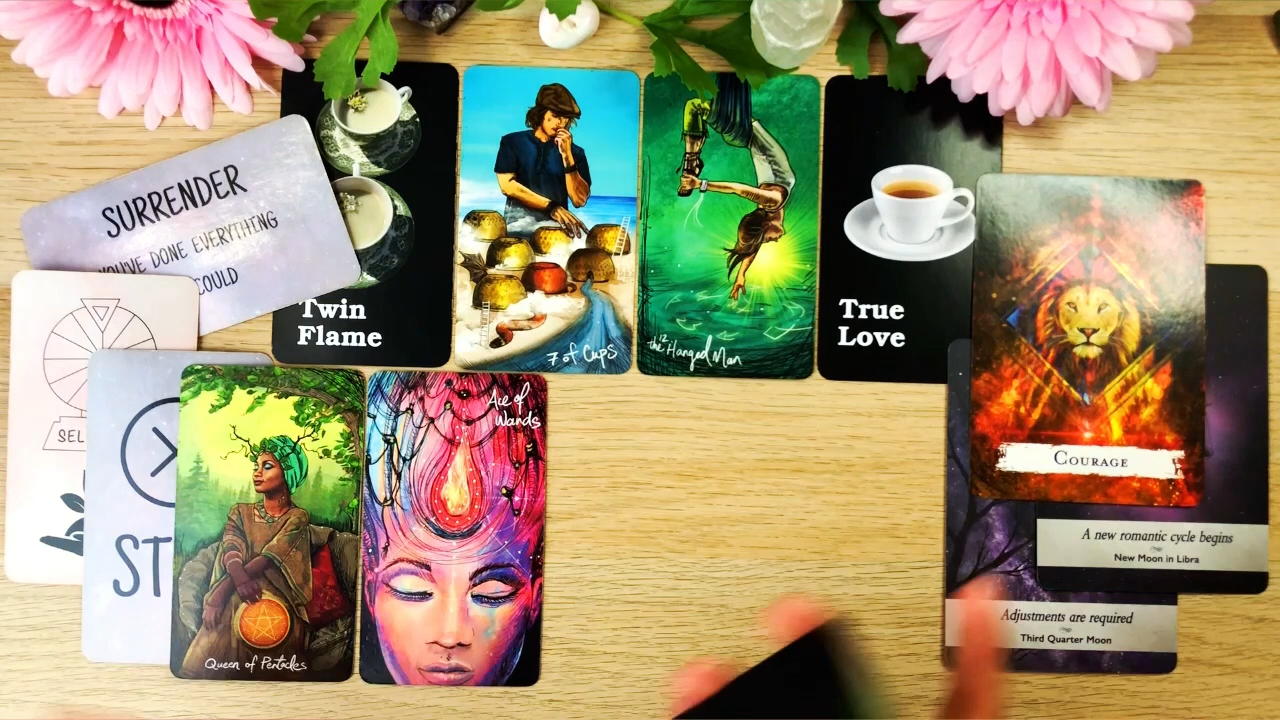 SURRENDER
YOU'VE DONE EVERYTHING
COULD
Twin
Flame
7 of Cups
the 12 Hanged Man
True
Love
Courage
A new romantic cycle begins
New Moon in Libra
Adjustments are required
Third Quarter Moon
SEL
ST
Queen of Pentacles
Ace of
Wands